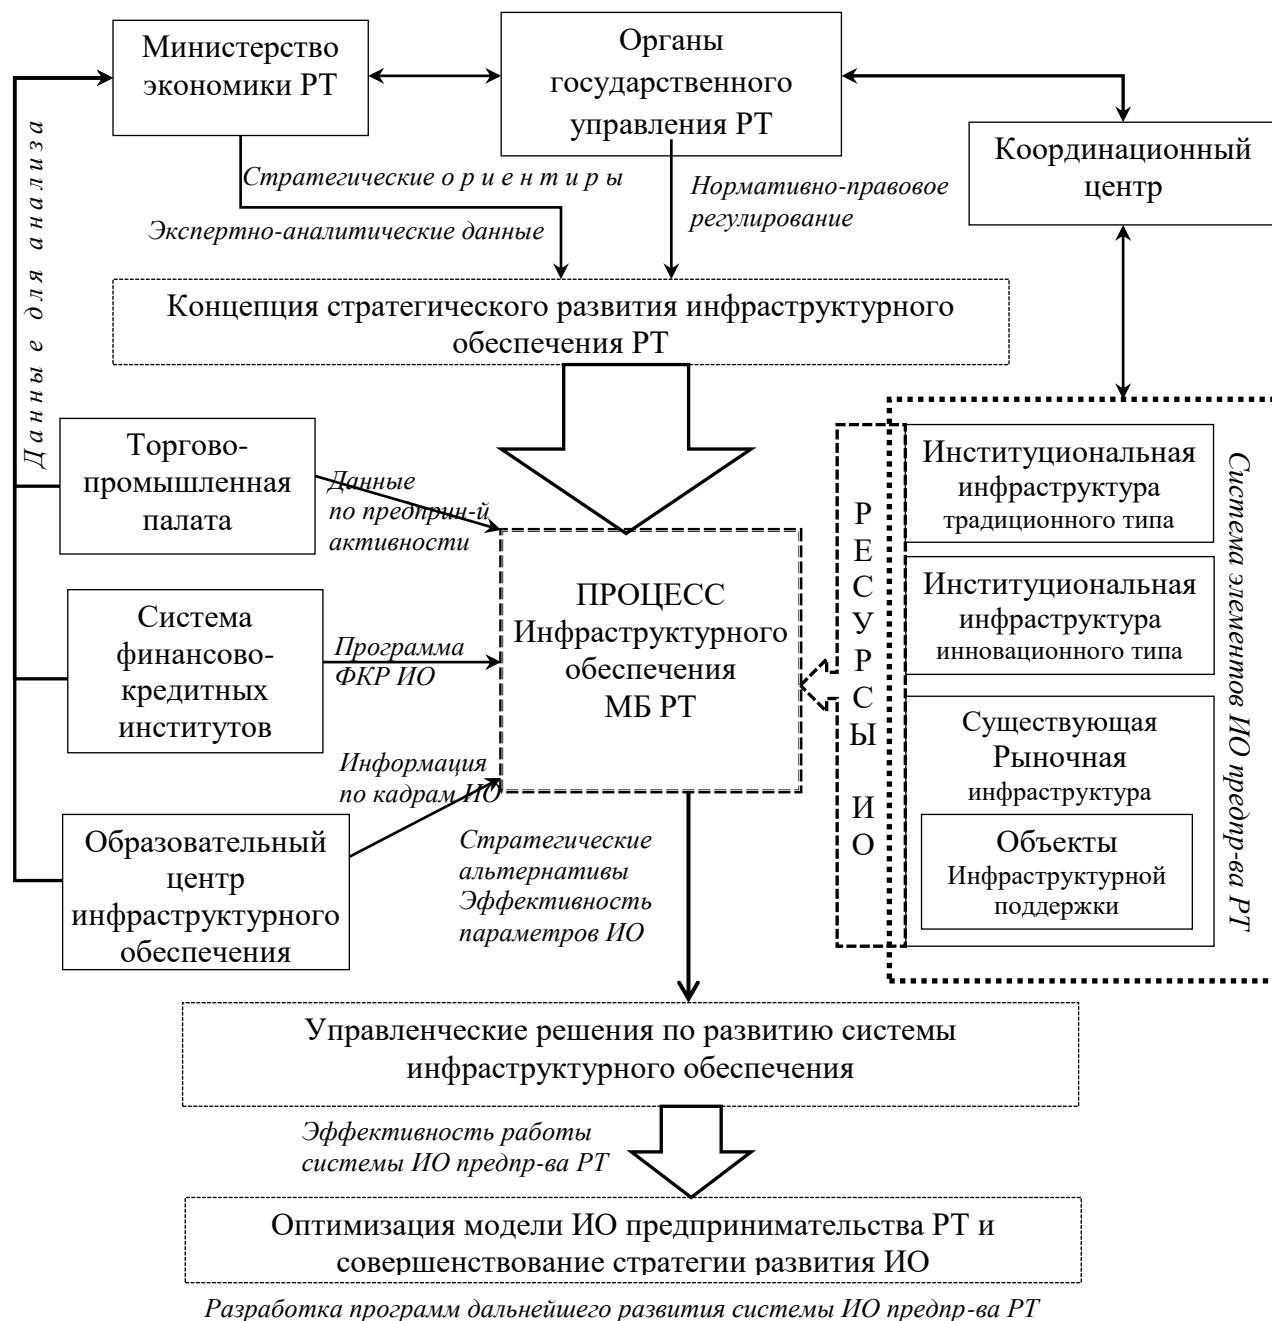 Министерство
экономики РТ
Органы
государственного
управления РТ
Координационный
центр
Данные для анализа
Стратегические ориентиры
Экспертно-аналитические данные
Нормативно-правовое
регулирование
Концепция стратегического развития инфраструктурного
обеспечения РТ
Торгово-
промышленная
палата
Данные
по предприн-й
активности
Система
финансово-
кредитных
институтов
Программа
ФКР ИО
Образовательный
центр
инфраструктурного
обеспечения
Информация
по кадрам ИО
ПРОЦЕСС
Инфраструктурного
обеспечения
МБ РТ
РЕСУРСЫ ИО
Институциональная
инфраструктура
традиционного типа
Институциональная
инфраструктура
инновационного типа
Существующая
Рыночная
инфраструктура
Объекты
Инфраструктурной
поддержки
Система элементов ИО предпр-ва РТ
Стратегические
альтернативы
Эффективность
параметров ИО
Управленческие решения по развитию системы
инфраструктурного обеспечения
Эффективность работы
системы ИО предпр-ва РТ
Оптимизация модели ИО предпринимательства РТ и
совершенствование стратегии развития ИО
Разработка программ дальнейшего развития системы ИО предпр-ва РТ